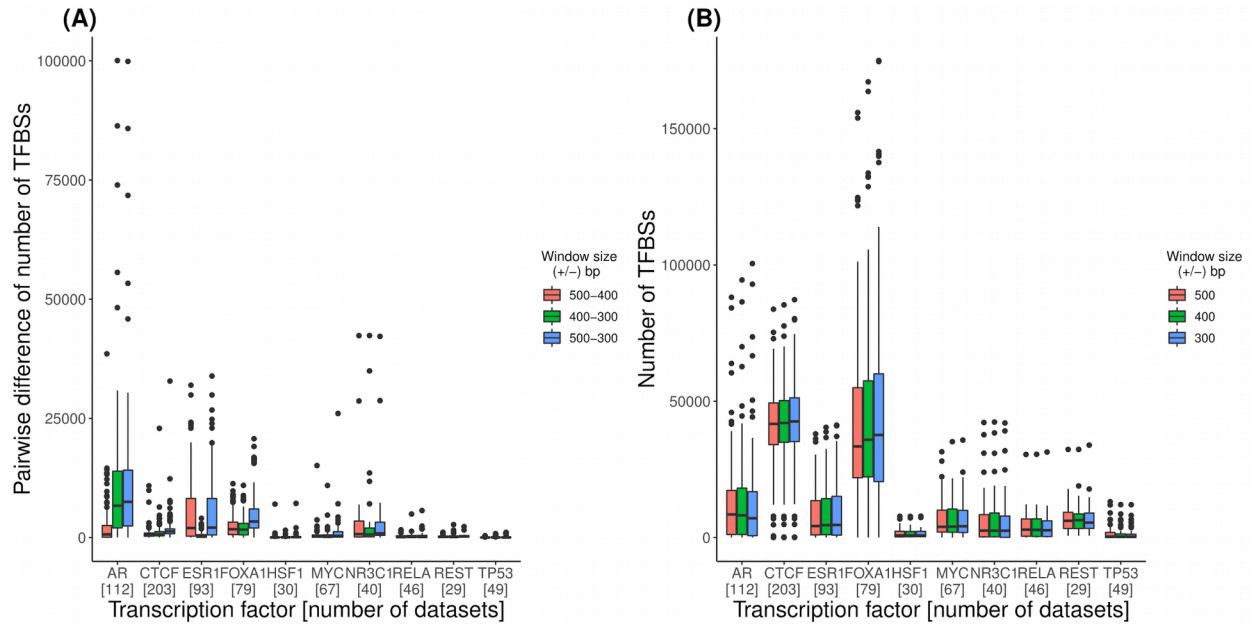 (A)
Pairwise difference of number of TFBSs
100000
75000
50000
25000
0
AR CTCF ESR1 FOXA1 HSF1 MYC NR3C1 RELA REST TP53
[112] [203] [93] [79] [30] [67] [40] [46] [29] [49]
Transcription factor [number of datasets]
Window size
(+/−) bp
500−400
400−300
500−300
(B)
Number of TFBSs
150000
100000
50000
0
AR CTCF ESR1 FOXA1 HSF1 MYC NR3C1 RELA REST TP53
[112] [203] [93] [79] [30] [67] [40] [46] [29] [49]
Transcription factor [number of datasets]
Window size
(+/−) bp
500
400
300